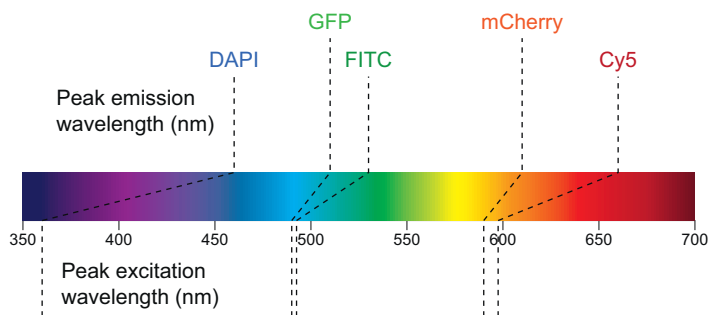 GFP mCherry
DAPI FITC Cy5
Peak emission
wavelength (nm)
350 400 450 500 550 600 650 700
Peak excitation
wavelength (nm)